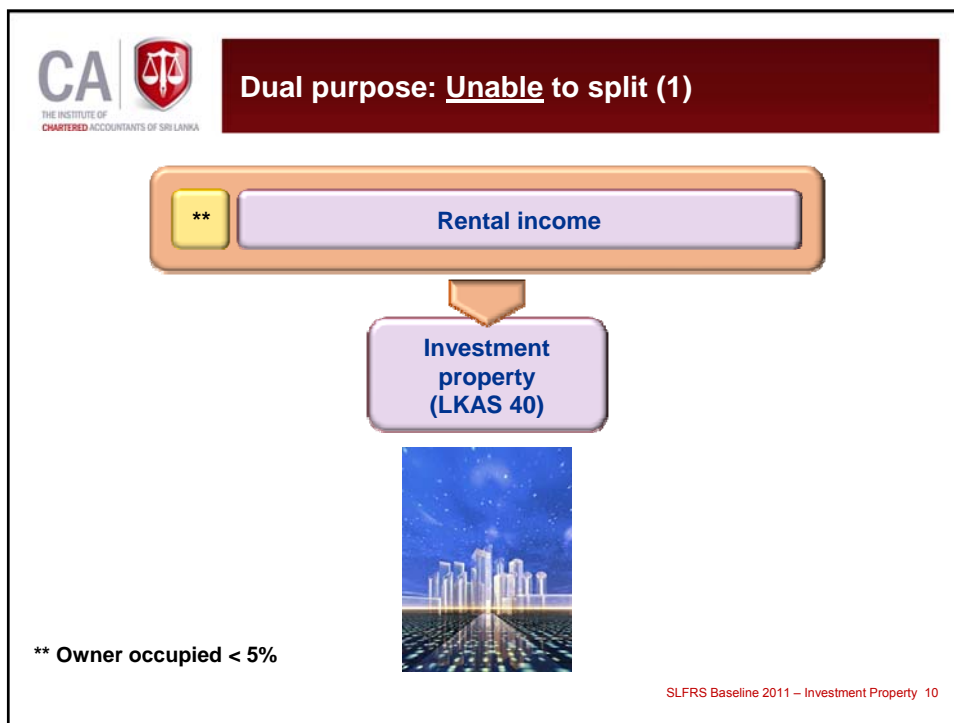 CA
THE INSTITUTE OF
CHARTERED ACCOUNTANTS OF SRI LANKA
Dual purpose: Unable to split (1)
** Rental income
Investment
property
(LKAS 40)
** Owner occupied < 5%
SLFRS Baseline 2011 – Investment Property 10